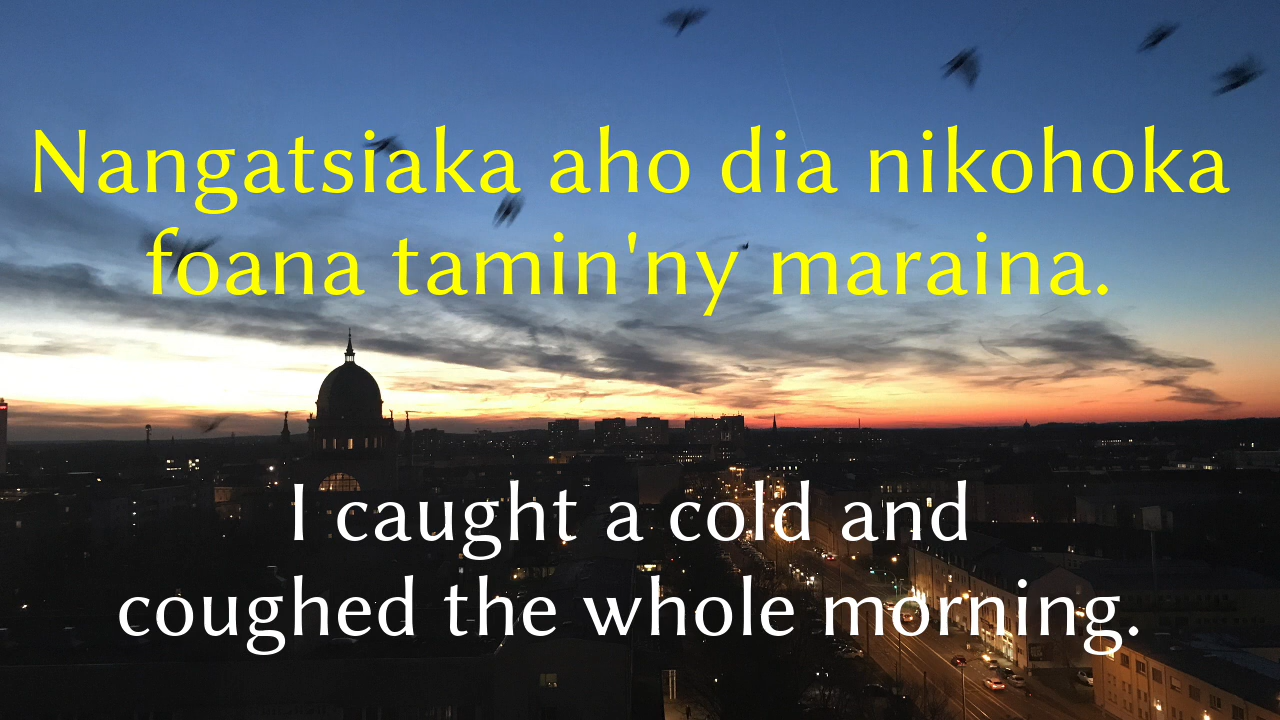 Nangatsiaka aho dia nikohoka
foana tamin'ny maraina.
I caught a cold and
coughed the whole morning.